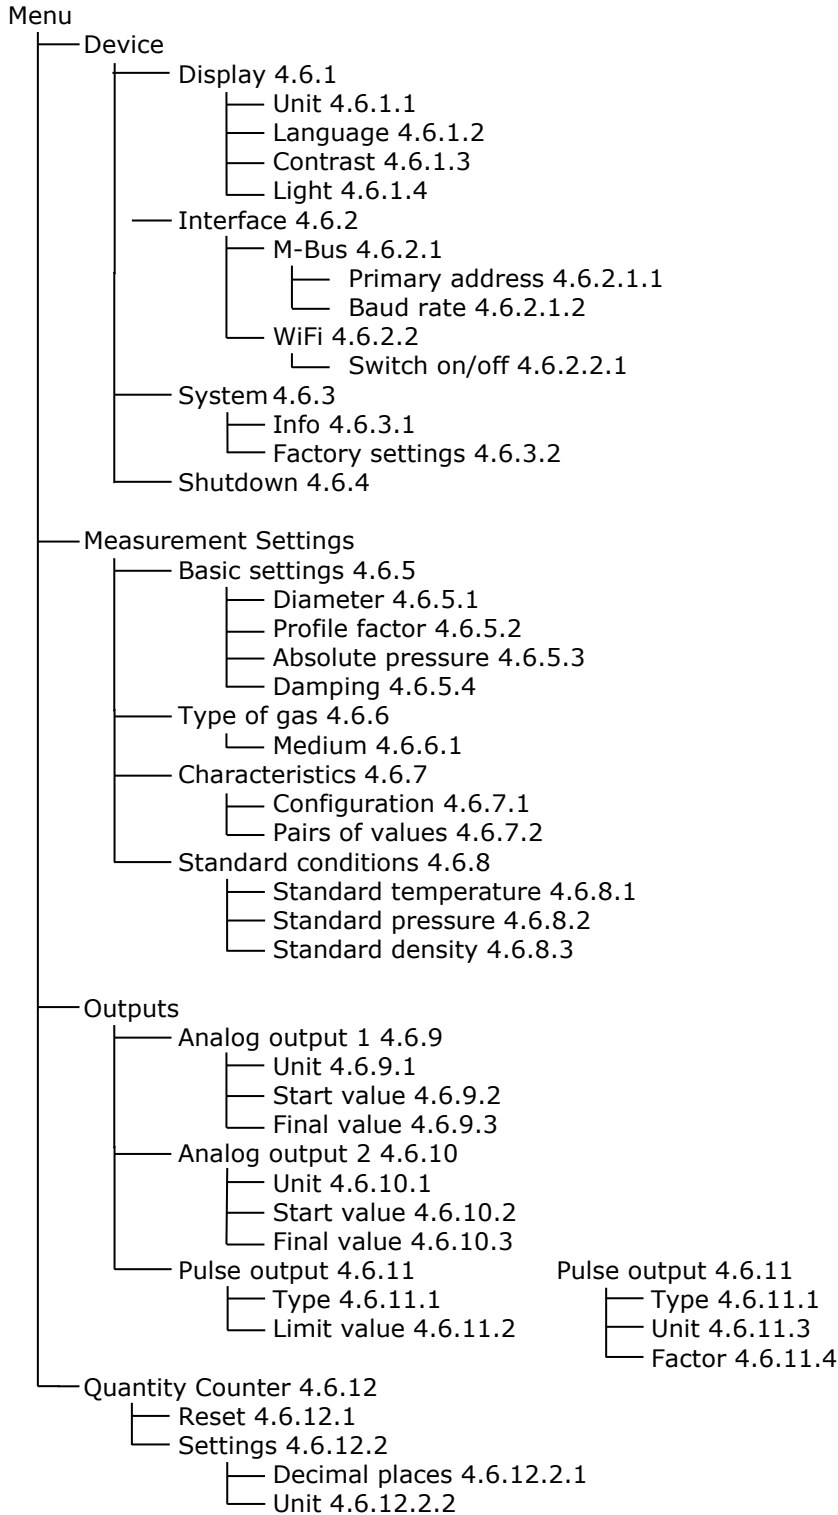 Menu
Device
Display 4.6.1
Unit 4.6.1.1
Language 4.6.1.2
Contrast 4.6.1.3
Light 4.6.1.4
Interface 4.6.2
M-Bus 4.6.2.1
Primary address 4.6.2.1.1
Baud rate 4.6.2.1.2
WiFi 4.6.2.2
Switch on/off 4.6.2.2.1
System 4.6.3
Info 4.6.3.1
Factory settings 4.6.3.2
Shutdown 4.6.4
Measurement Settings
Basic settings 4.6.5
Diameter 4.6.5.1
Profile factor 4.6.5.2
Absolute pressure 4.6.5.3
Damping 4.6.5.4
Type of gas 4.6.6
Medium 4.6.6.1
Characteristics 4.6.7
Configuration 4.6.7.1
Pairs of values 4.6.7.2
Standard conditions 4.6.8
Standard temperature 4.6.8.1
Standard pressure 4.6.8.2
Standard density 4.6.8.3
Outputs
Analog output 1 4.6.9
Unit 4.6.9.1
Start value 4.6.9.2
Final value 4.6.9.3
Analog output 2 4.6.10
Unit 4.6.10.1
Start value 4.6.10.2
Final value 4.6.10.3
Pulse output 4.6.11
Type 4.6.11.1
Limit value 4.6.11.2
Pulse output 4.6.11
Type 4.6.11.1
Unit 4.6.11.3
Factor 4.6.11.4
Quantity Counter 4.6.12
Reset 4.6.12.1
Settings 4.6.12.2
Decimal places 4.6.12.2.1
Unit 4.6.12.2.2